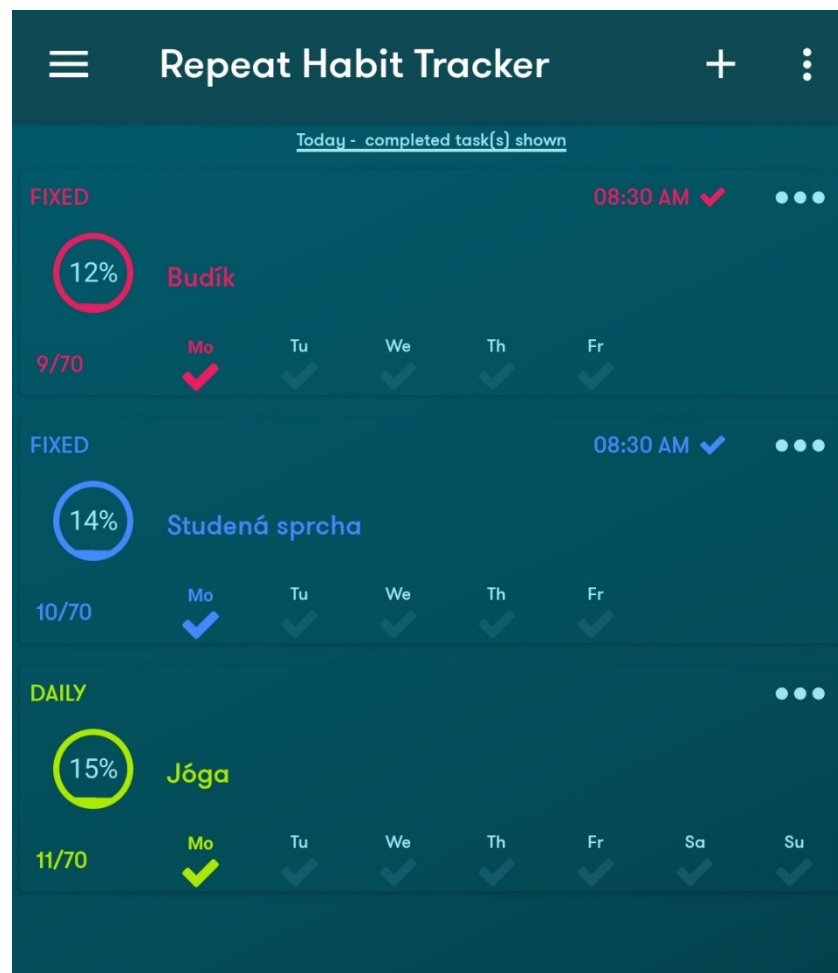 Repeat Habit Tracker
Today - completed task(s) shown
FIXED 08:30 AM
12% Budík
Mo Tu We Th Fr
9/70
FIXED 08:30 AM
14% Studená sprcha
Mo Tu We Th Fr
10/70
DAILY
15% Jóga
Mo Tu We Th Fr Sa Su
11/70